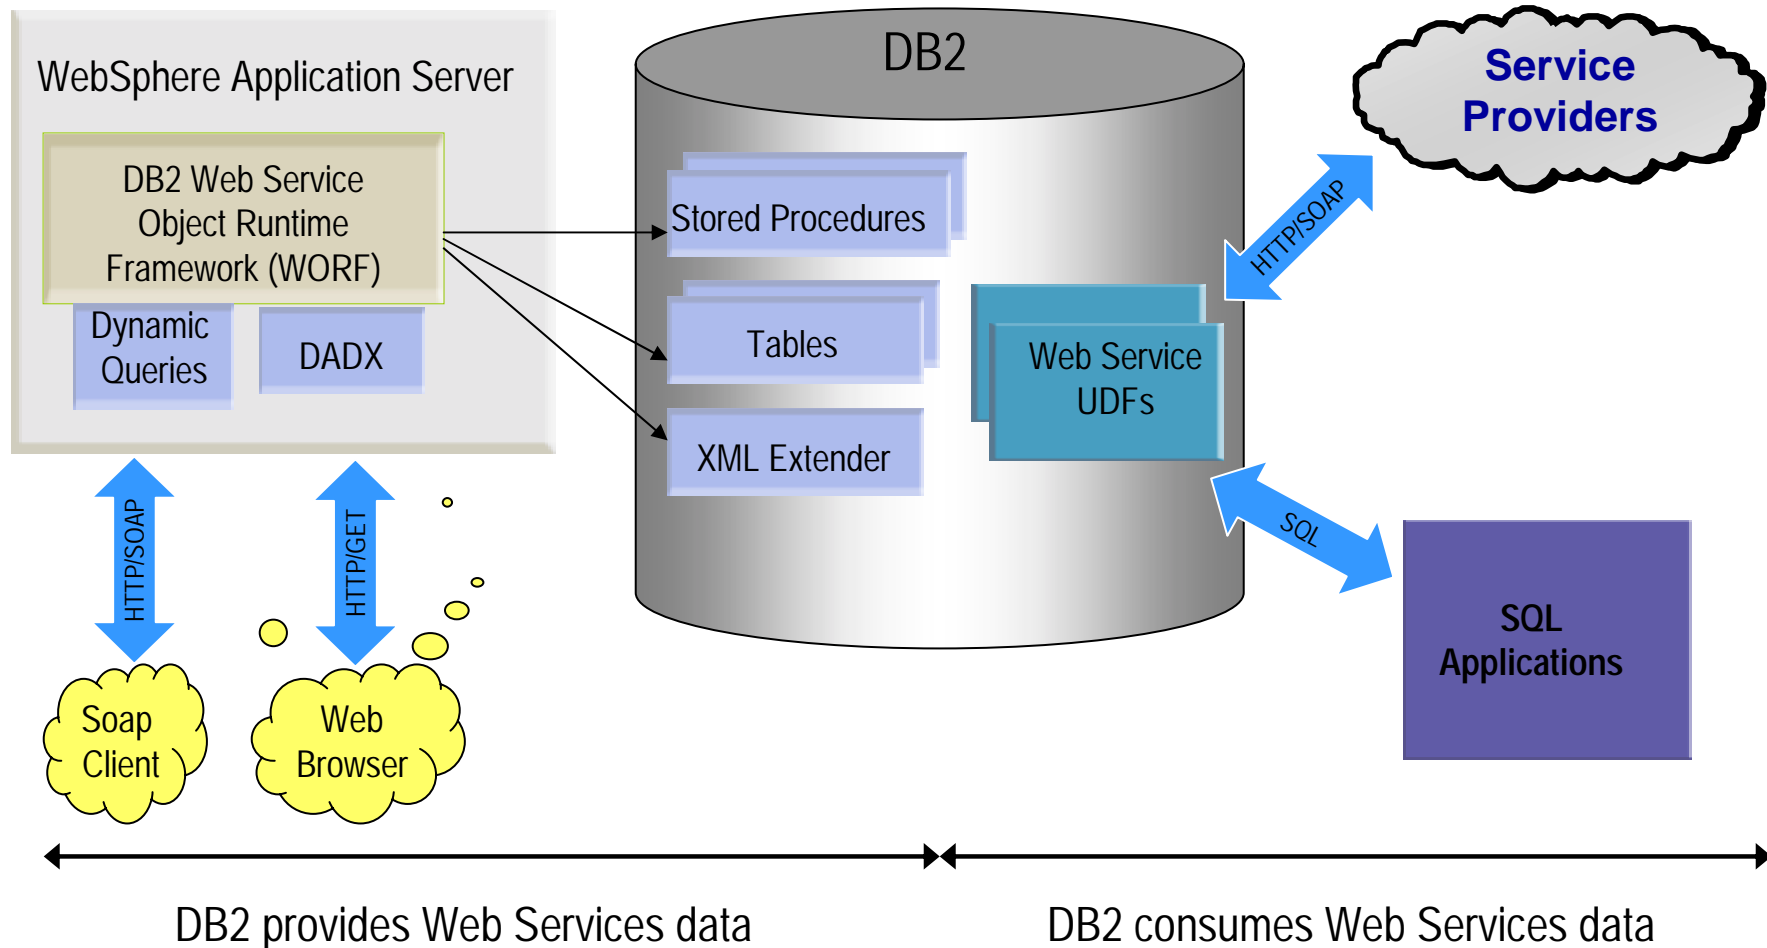 WebSphere Application Server
DB2 Web Service
Object Runtime
Framework (WORF)
Dynamic
Queries
DADX
HTTP/SOAP
HTTP/GET
Soap
Client
Web
Browser
DB2
Stored Procedures
Tables
XML Extender
Web Service
UDFs
HTTP/SOAP
Service
Providers
SQL
SQL
Applications
DB2 provides Web Services data
DB2 consumes Web Services data